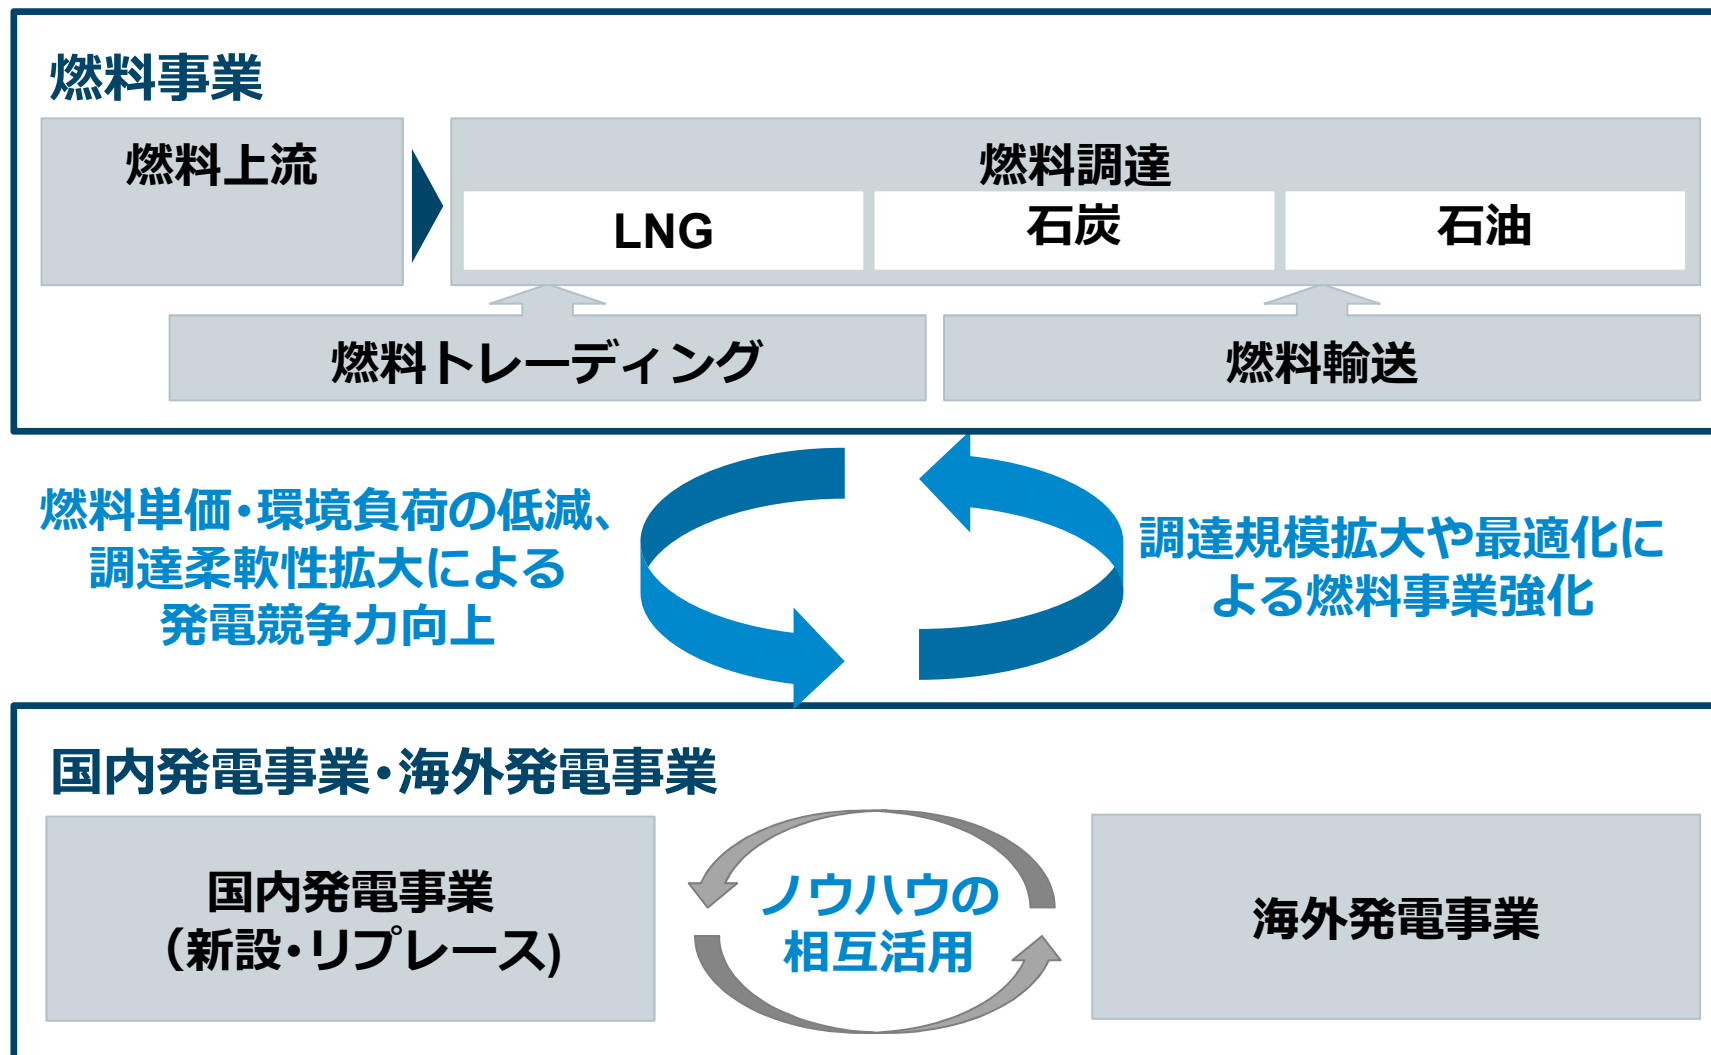 燃料事業
燃料上流
燃料調達
LNG
石炭
石油
燃料トレーディング
燃料輸送
燃料単価・環境負荷の低減、
調達柔軟性拡大による
発電競争力向上
調達規模拡大や最適化に
よる燃料事業強化
国内発電事業・海外発電事業
国内発電事業
（新設・リプレース)
ノウハウの
相互活用
海外発電事業